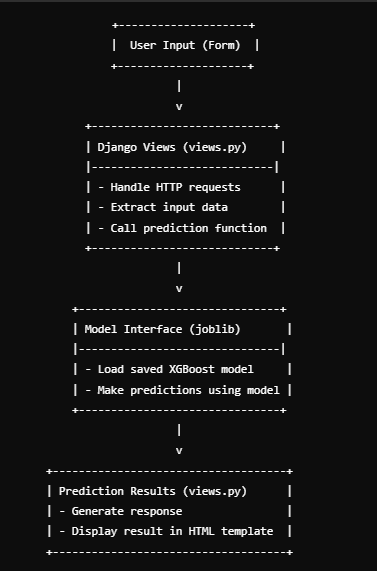 +--------------------+
|  User Input (Form)  |
+--------------------+
|
v
+----------------------------+
| Django Views (views.py)     |
|----------------------------|
| - Handle HTTP requests      |
| - Extract input data        |
| - Call prediction function  |
+----------------------------+
|
v
+-------------------------------+
| Model Interface (joblib)       |
|-------------------------------|
| - Load saved XGBoost model     |
| - Make predictions using model |
+-------------------------------+
|
v
+------------------------------------+
| Prediction Results (views.py)      |
| - Generate response                |
| - Display result in HTML template  |
+------------------------------------+